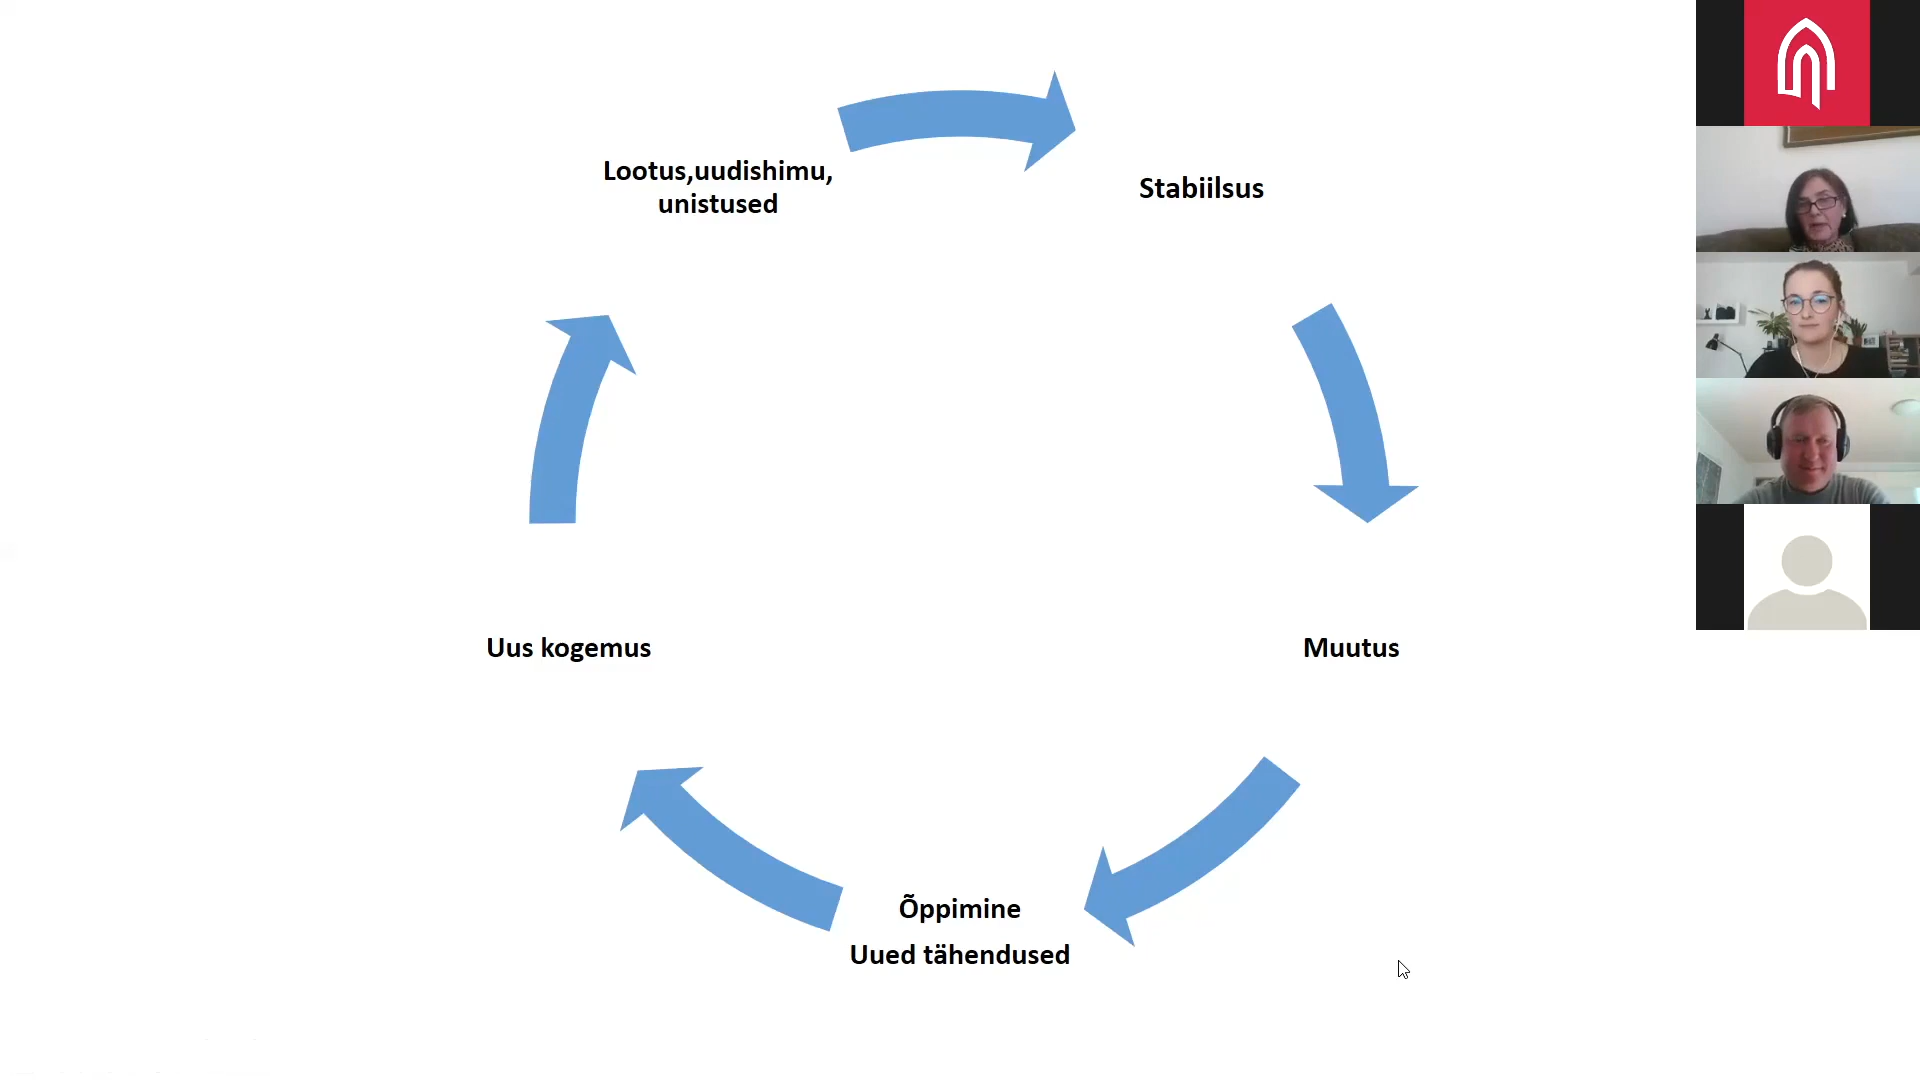 Lootus,uudishimu,
unistused
Stabiilsus
Uus kogemus
Muutus
Õppimine
Uued tähendused